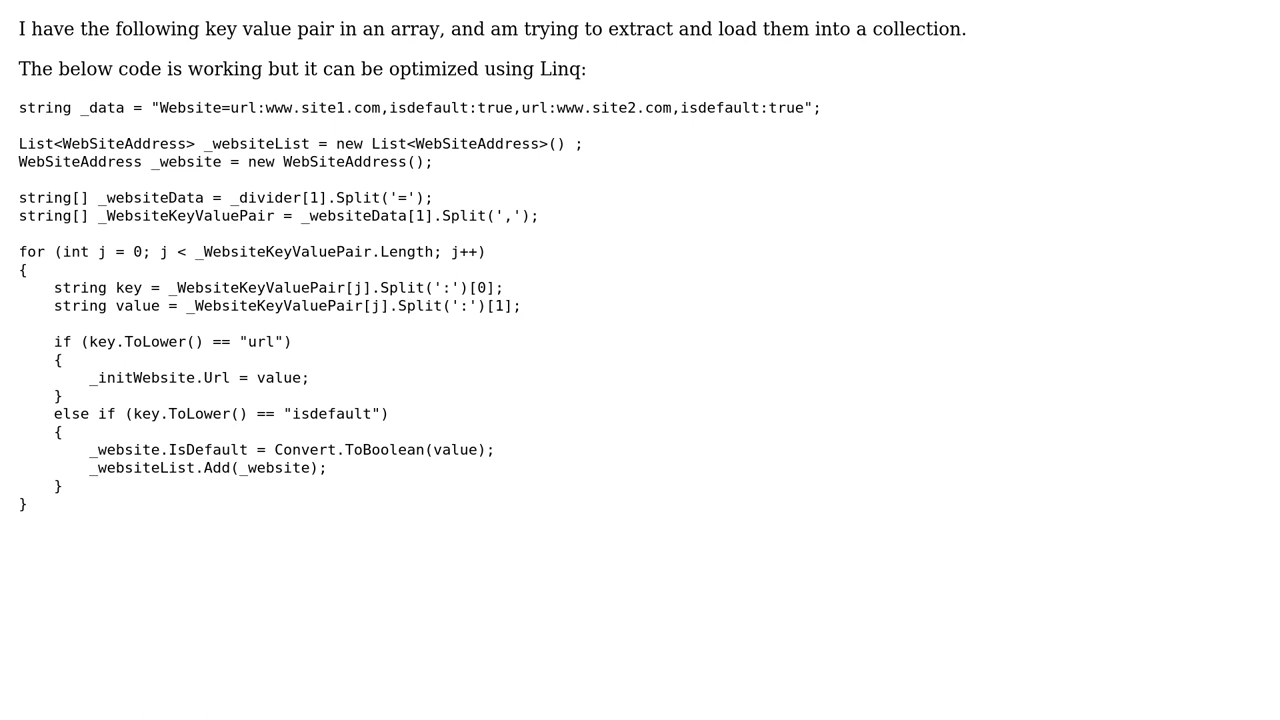 I have the following key value pair in an array, and am trying to extract and load them into a collection.
The below code is working but it can be optimized using Linq:
string _data = "Website=url:www.site1.com,isdefault:true,url:www.site2.com,isdefault:true";
List<WebSiteAddress> _websiteList = new List<WebSiteAddress>() ;
WebSiteAddress _website = new WebSiteAddress();
string[] _websiteData = _divider[1].Split('=');
string[] _WebsiteKeyValuePair = _websiteData[1].Split(',');
for (int j = 0; j < _WebsiteKeyValuePair.Length; j++)
{
    string key = _WebsiteKeyValuePair[j].Split(':')[0];
    string value = _WebsiteKeyValuePair[j].Split(':')[1];
    if (key.ToLower() == "url")
    {
        _initWebsite.Url = value;
    }
    else if (key.ToLower() == "isdefault")
    {
        _website.IsDefault = Convert.ToBoolean(value);
        _websiteList.Add(_website);
    }
}